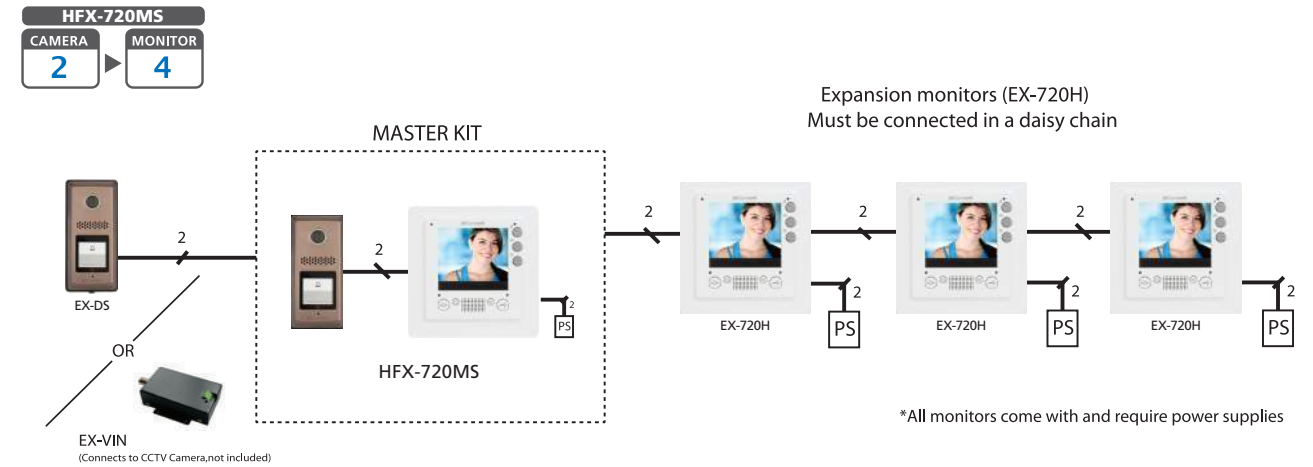 HFX-720MS
CAMERA
2
MONITOR
4
Expansion monitors (EX-720H)
Must be connected in a daisy chain
MASTER KIT
2
EX-DS
2
2
PS
HFX-720MS
2
2
2
2
PS
EX-720H
2
PS
EX-720H
2
PS
EX-720H
OR
EX-VIN
(Connects to CCTV Camera,not included)
*All monitors come with and require power supplies